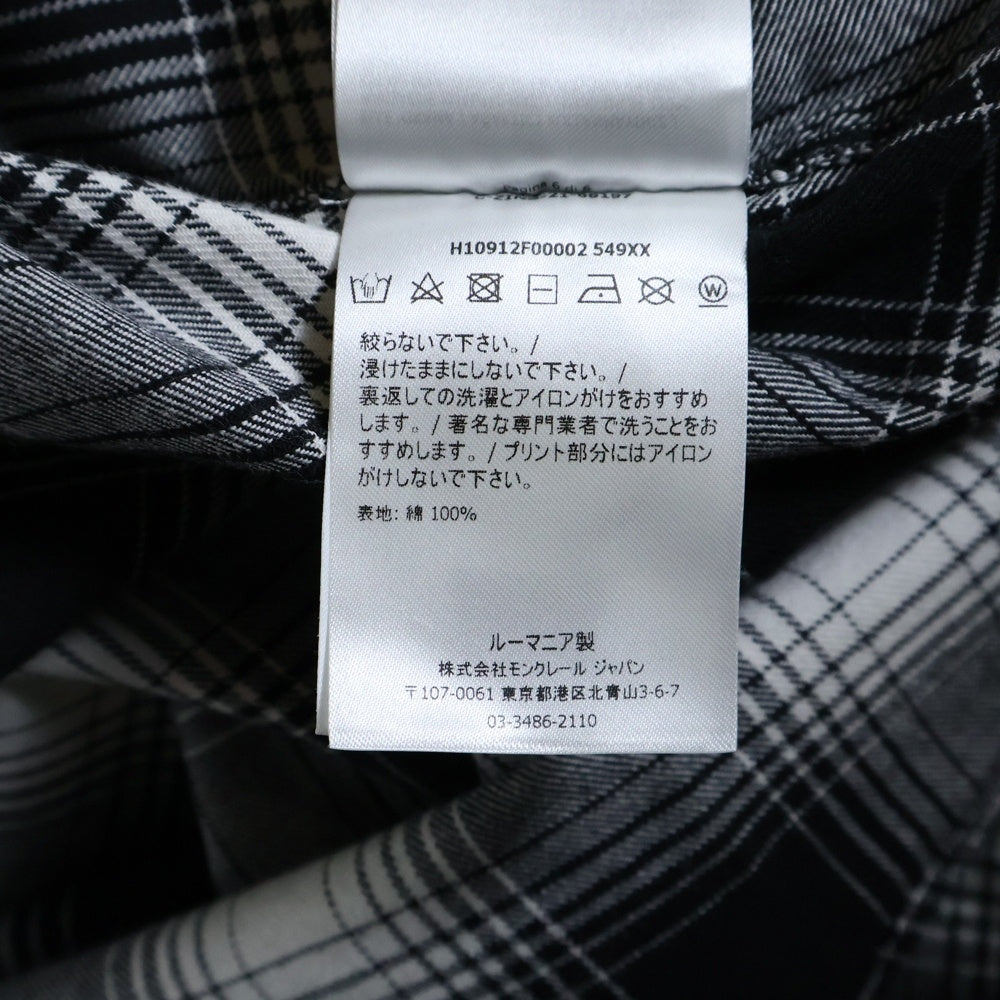 Pagina 6 di 6
H10912F00002 549XX
W
絞らないで下さい。/
浸けたままにしないで下さい。/
裏返しての洗濯とアイロンがけをおすすめ
します。/ 著名な専門業者で洗うことをお
すすめします。/ プリント部分にはアイロン
がけしないで下さい。
表地: 綿 100%
ルーマニア製
株式会社モンクレール ジャパン
〒107-0061 東京都港区北青山3-6-7
03-3486-2110